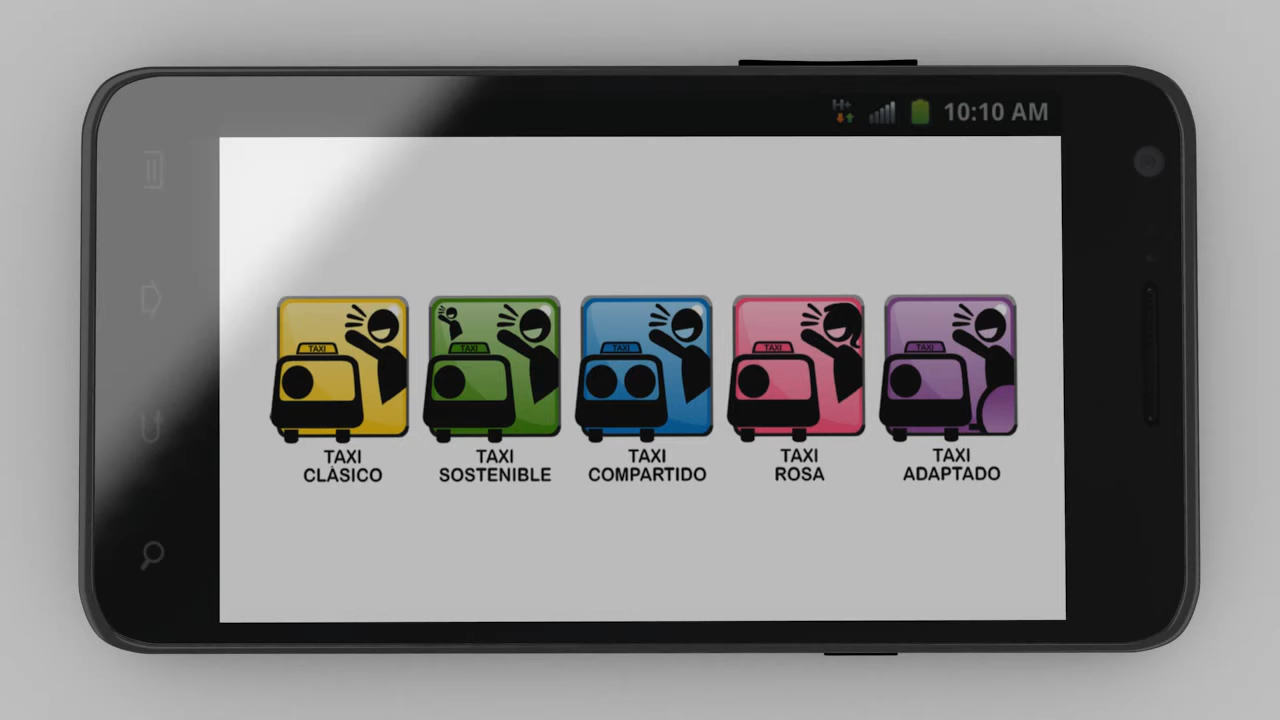 H+
10:10 AM
TAXI
TAXI
TAXI
TAXI
TAXI
TAXI
CLÁSICO
TAXI
SOSTENIBLE
TAXI
COMPARTIDO
TAXI
ROSA
TAXI
ADAPTADO